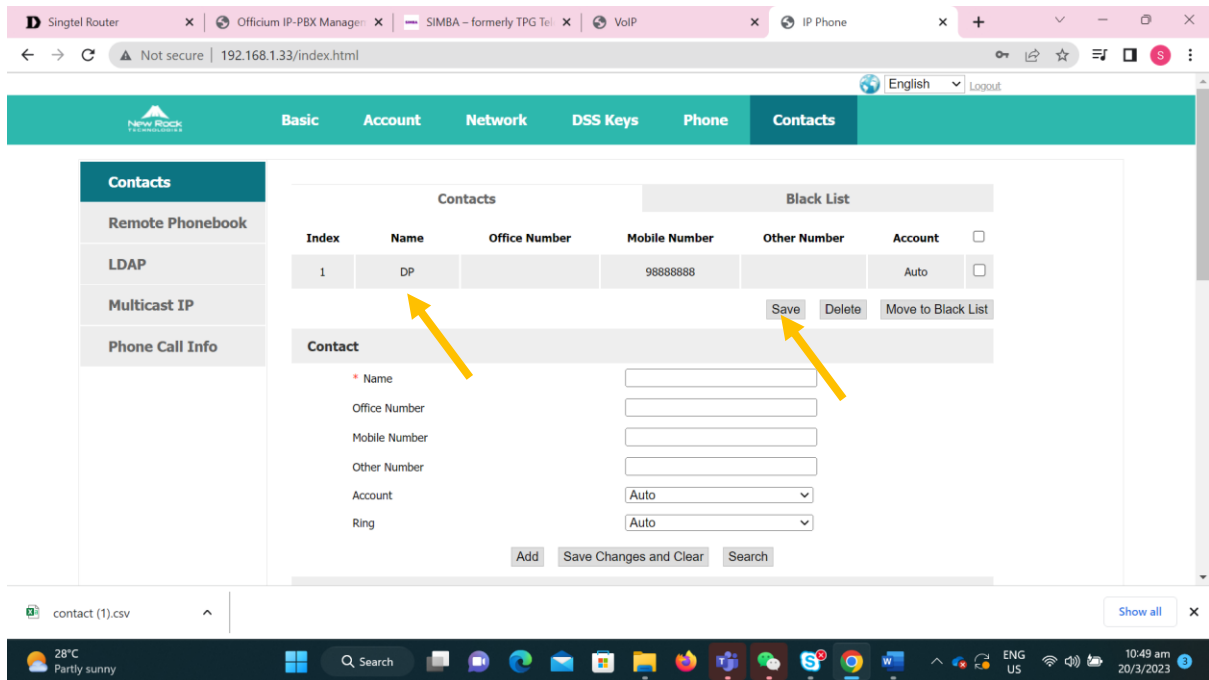 Singtel Router
Officium IP-PBX Managem
SIMBA – formerly TPG Tel
VoIP
IP Phone
Not secure | 192.168.1.33/index.html
S
English
Logout
New Rock
TECHNOLOGIES
Basic
Account
Network
DSS Keys
Phone
Contacts
Contacts
Remote Phonebook
LDAP
Multicast IP
Phone Call Info
Contacts
Black List
Index Name Office Number Mobile Number Other Number Account
1 DP 98888888 Auto
Save Delete Move to Black List
Contact
* Name
Office Number
Mobile Number
Other Number
Account Auto
Ring Auto
Add Save Changes and Clear Search
contact (1).csv
Show all
28°C
Partly sunny
Search
ENG
US
10:49 am
20/3/2023
3